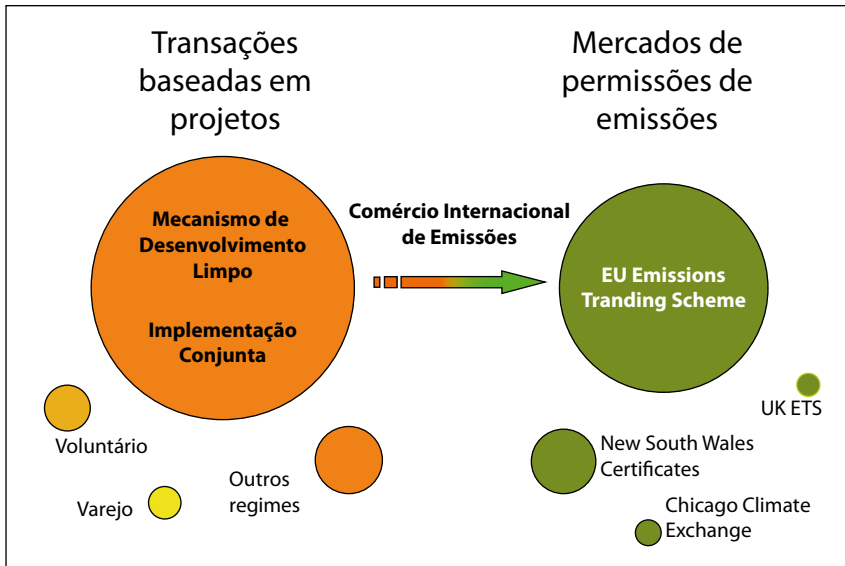 Transações
baseadas em
projetos
Mercados de
permissões de
emissões
Mecanismo de
Desenvolvimento
Limpo
Implementação
Conjunta
Comércio Internacional
de Emissões
EU Emissions
Tranding Scheme
Voluntário
Varejo
Outros
regimes
UK ETS
New South Wales
Certificates
Chicago Climate
Exchange